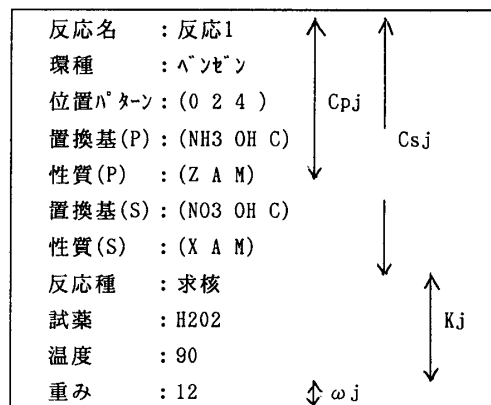 反応名 : 反応1
環種 : ベンゼン
位置パターン : (0 2 4 ) Cpj
置換基(P) : (NH3 OH C) Csj
性質(P) : (Z A M)
置換基(S) : (NO3 OH C)
性質(S) : (X A M)
反応種 : 求核
試薬 : H202 Kj
温度 : 90
重み : 12 ωj